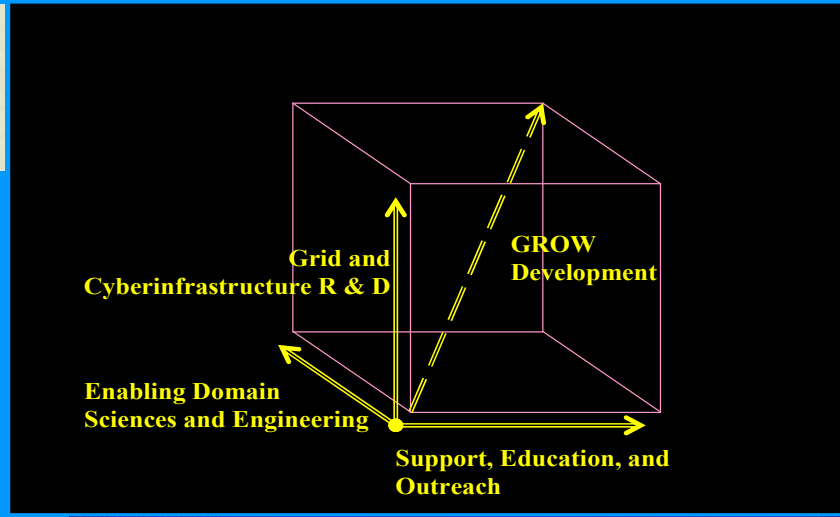 Grid and
Cyberinfrastructure R & D
GROW
Development
Enabling Domain
Sciences and Engineering
Support, Education, and
Outreach